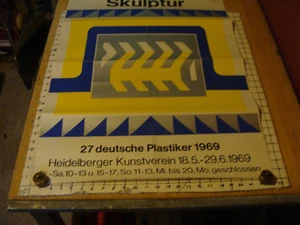 Skulptur
27 deutsche Plastiker 1969
Heidelberger Kunstverein 18.5.-29.6.1969
-Sa.10-13 u.15-17, So.11-13, Mi. bis 20, Mo. geschlossen